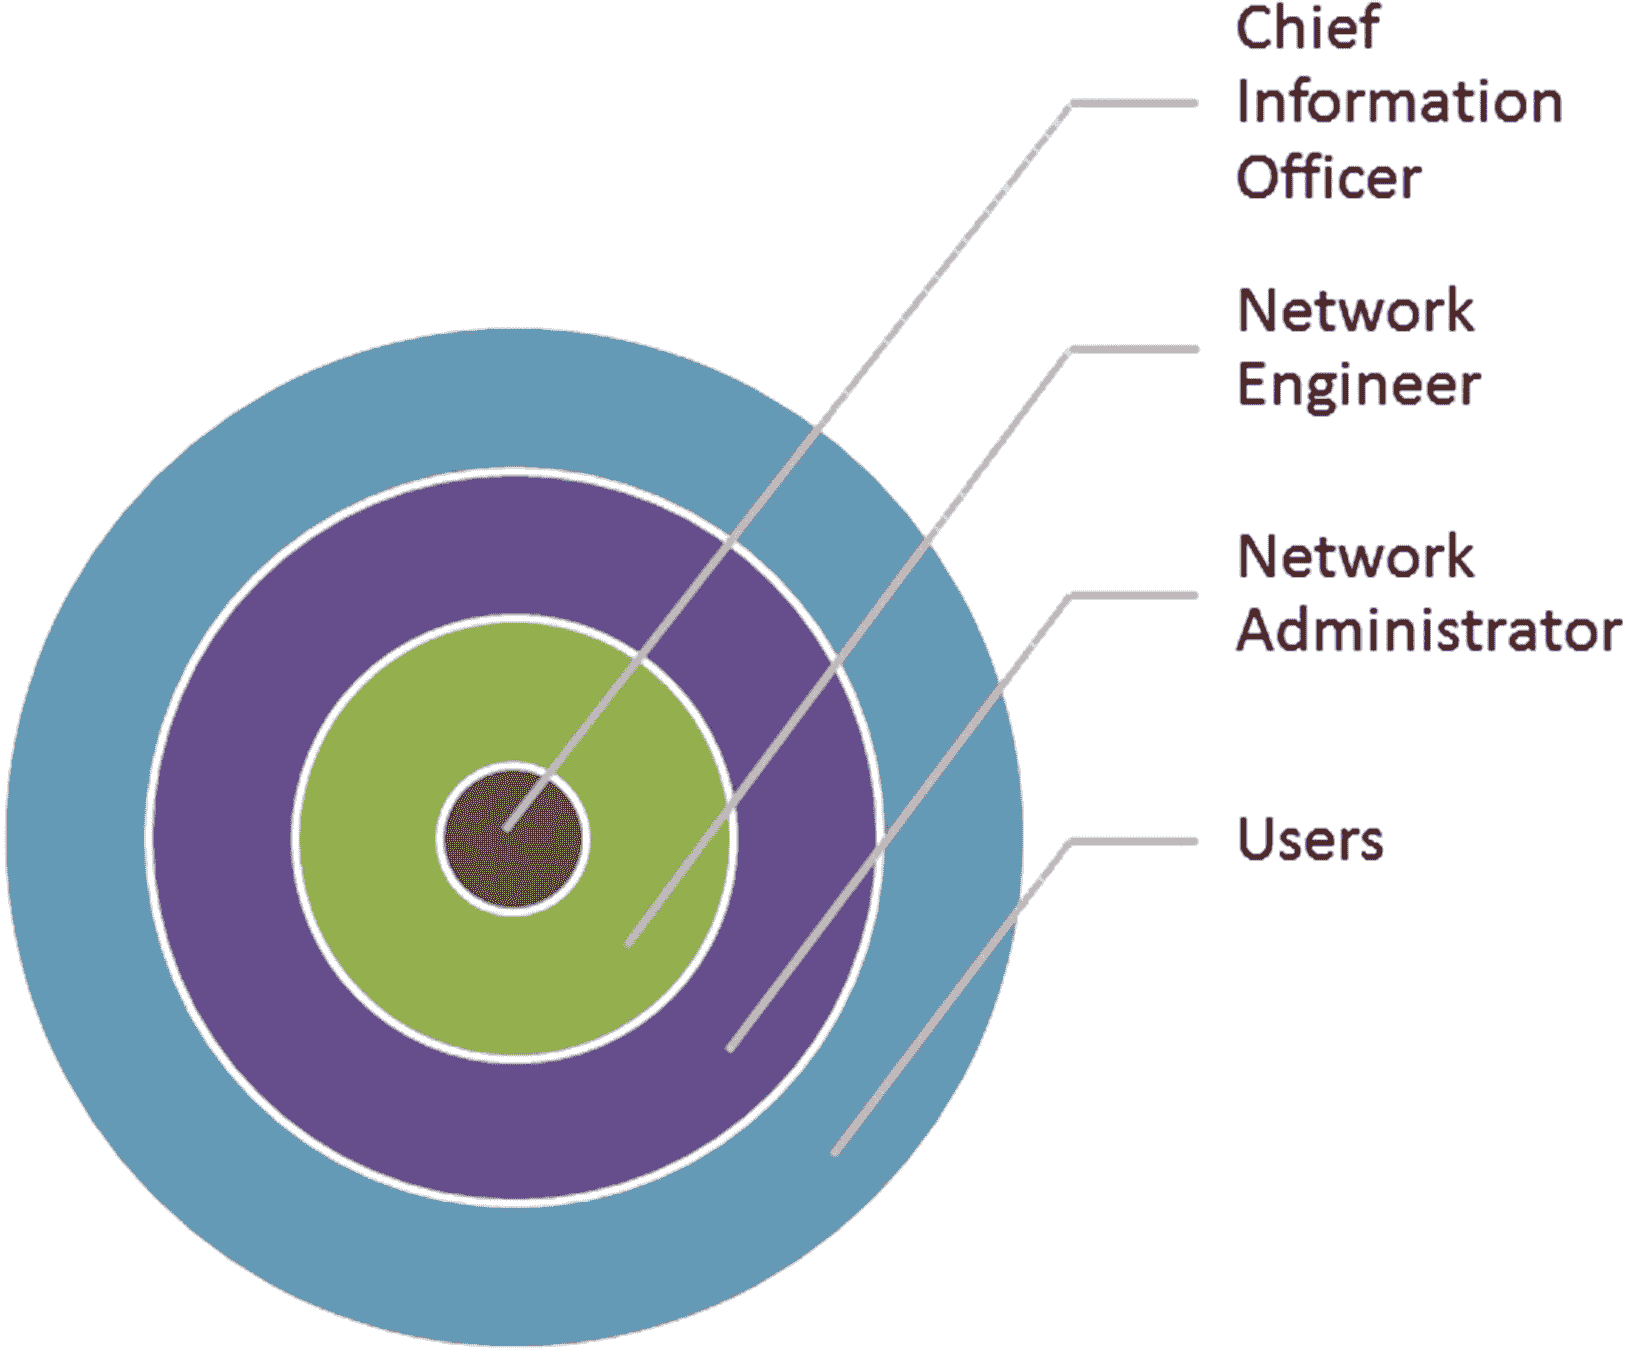 Chief
Information
Officer
Network
Engineer
Network
Administrator
Users